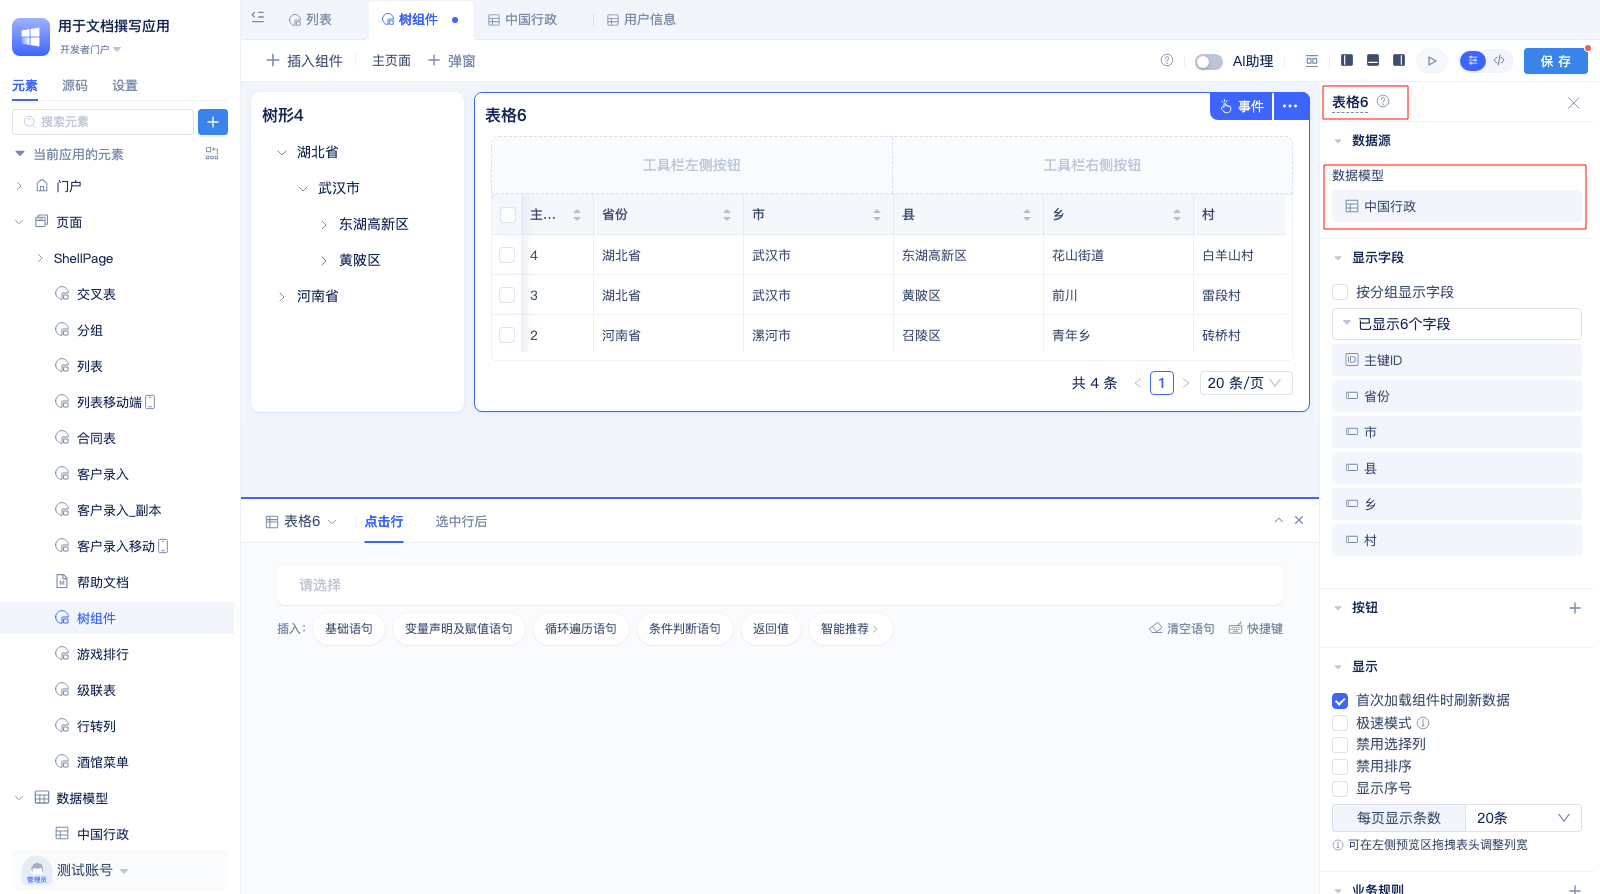 用于文档撰写应用
开发者门户
元素 源码 设置
搜索元素
当前应用的元素
门户
页面
ShellPage
交叉表
分组
列表
列表移动端
合同表
客户录入
客户录入_副本
客户录入移动
帮助文档
树组件
游戏排行
级联表
行转列
酒馆菜单
数据模型
中国行政
测试账号
管理员
列表 树组件 中国行政 用户信息
插入组件 主页面 弹窗
AI助理 保存
树形4
湖北省
武汉市
东湖高新区
黄陂区
河南省
表格6
事件
工具栏左侧按钮 工具栏右侧按钮
主... 省份 市 县 乡 村
4 湖北省 武汉市 东湖高新区 花山街道 白羊山村
3 湖北省 武汉市 黄陂区 前川 雷段村
2 河南省 漯河市 召陵区 青年乡 砖桥村
共 4 条 1 20 条/页
表格6 点击行 选中行后
请选择
插入: 基础语句 变量声明及赋值语句 循环遍历语句 条件判断语句 返回值 智能推荐
清空语句 快捷键
表格6
数据源
数据模型
中国行政
显示字段
按分组显示字段
已显示6个字段
ID 主键ID
省份
市
县
乡
村
按钮
显示
首次加载组件时刷新数据
极速模式
禁用选择列
禁用排序
显示序号
每页显示条数 20条
可在左侧预览区拖拽表头调整列宽
业务规则